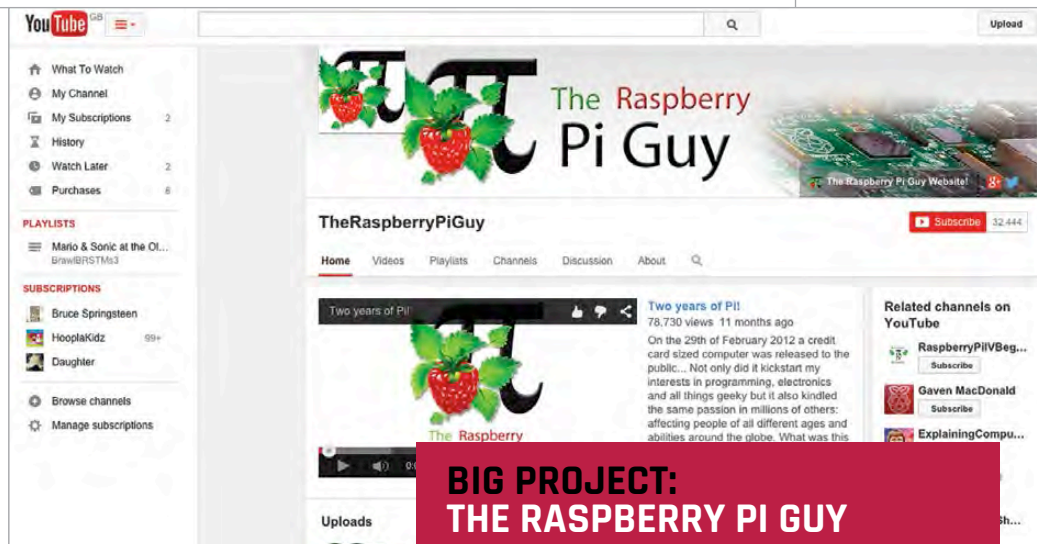 YouTube GB
Upload
What To Watch
My Channel
My Subscriptions 2
History
Watch Later 2
Purchases 6
PLAYLISTS
Mario & Sonic at the Ol...
BrawlBRSTMs3
SUBSCRIPTIONS
Bruce Springsteen
HooplaKidz 99+
Daughter
Browse channels
Manage subscriptions
The Raspberry
Pi Guy
The Raspberry Pi Guy Website!
TheRaspberryPiGuy
Subscribe 32,444
Home Videos Playlists Channels Discussion About
Two years of Pi!
The Raspberry
Two years of Pi!
78,730 views 11 months ago
On the 29th of February 2012 a credit
card sized computer was released to the
public... Not only did it kickstart my
interests in programming, electronics
and all things geeky but it also kindled
the same passion in millions of others:
affecting people of all different ages and
abilities around the globe. What was this
Related channels on
YouTube
RaspberryPiIVBeg...
Subscribe
Gaven MacDonald
Subscribe
ExplainingCompu...
Uploads
BIG PROJECT:
THE RASPBERRY PI GUY